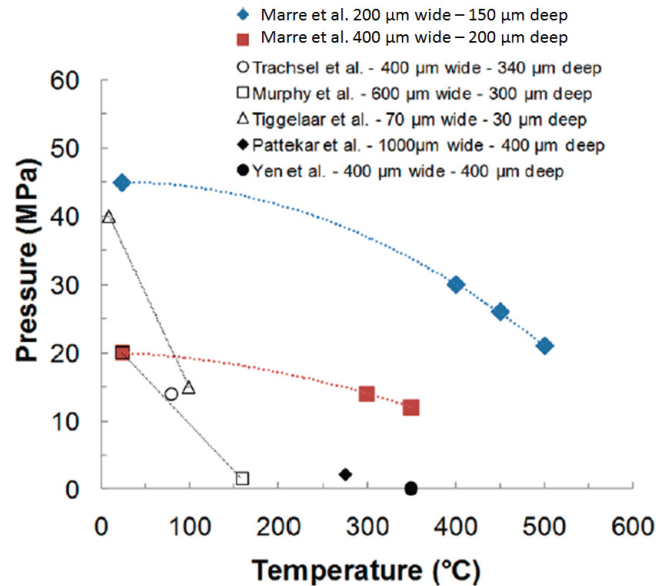 Marre et al. 200 µm wide – 150 µm deep
Marre et al. 400 µm wide – 200 µm deep
Trachsel et al. - 400 µm wide - 340 µm deep
Murphy et al. - 600 µm wide - 300 µm deep
Tiggelaar et al. - 70 µm wide - 30 µm deep
Pattekar et al. - 1000µm wide - 400 µm deep
Yen et al. - 400 µm wide - 400 µm deep
60
50
40
30
20
10
0
Pressure (MPa)
0 100 200 300 400 500 600
Temperature (°C)